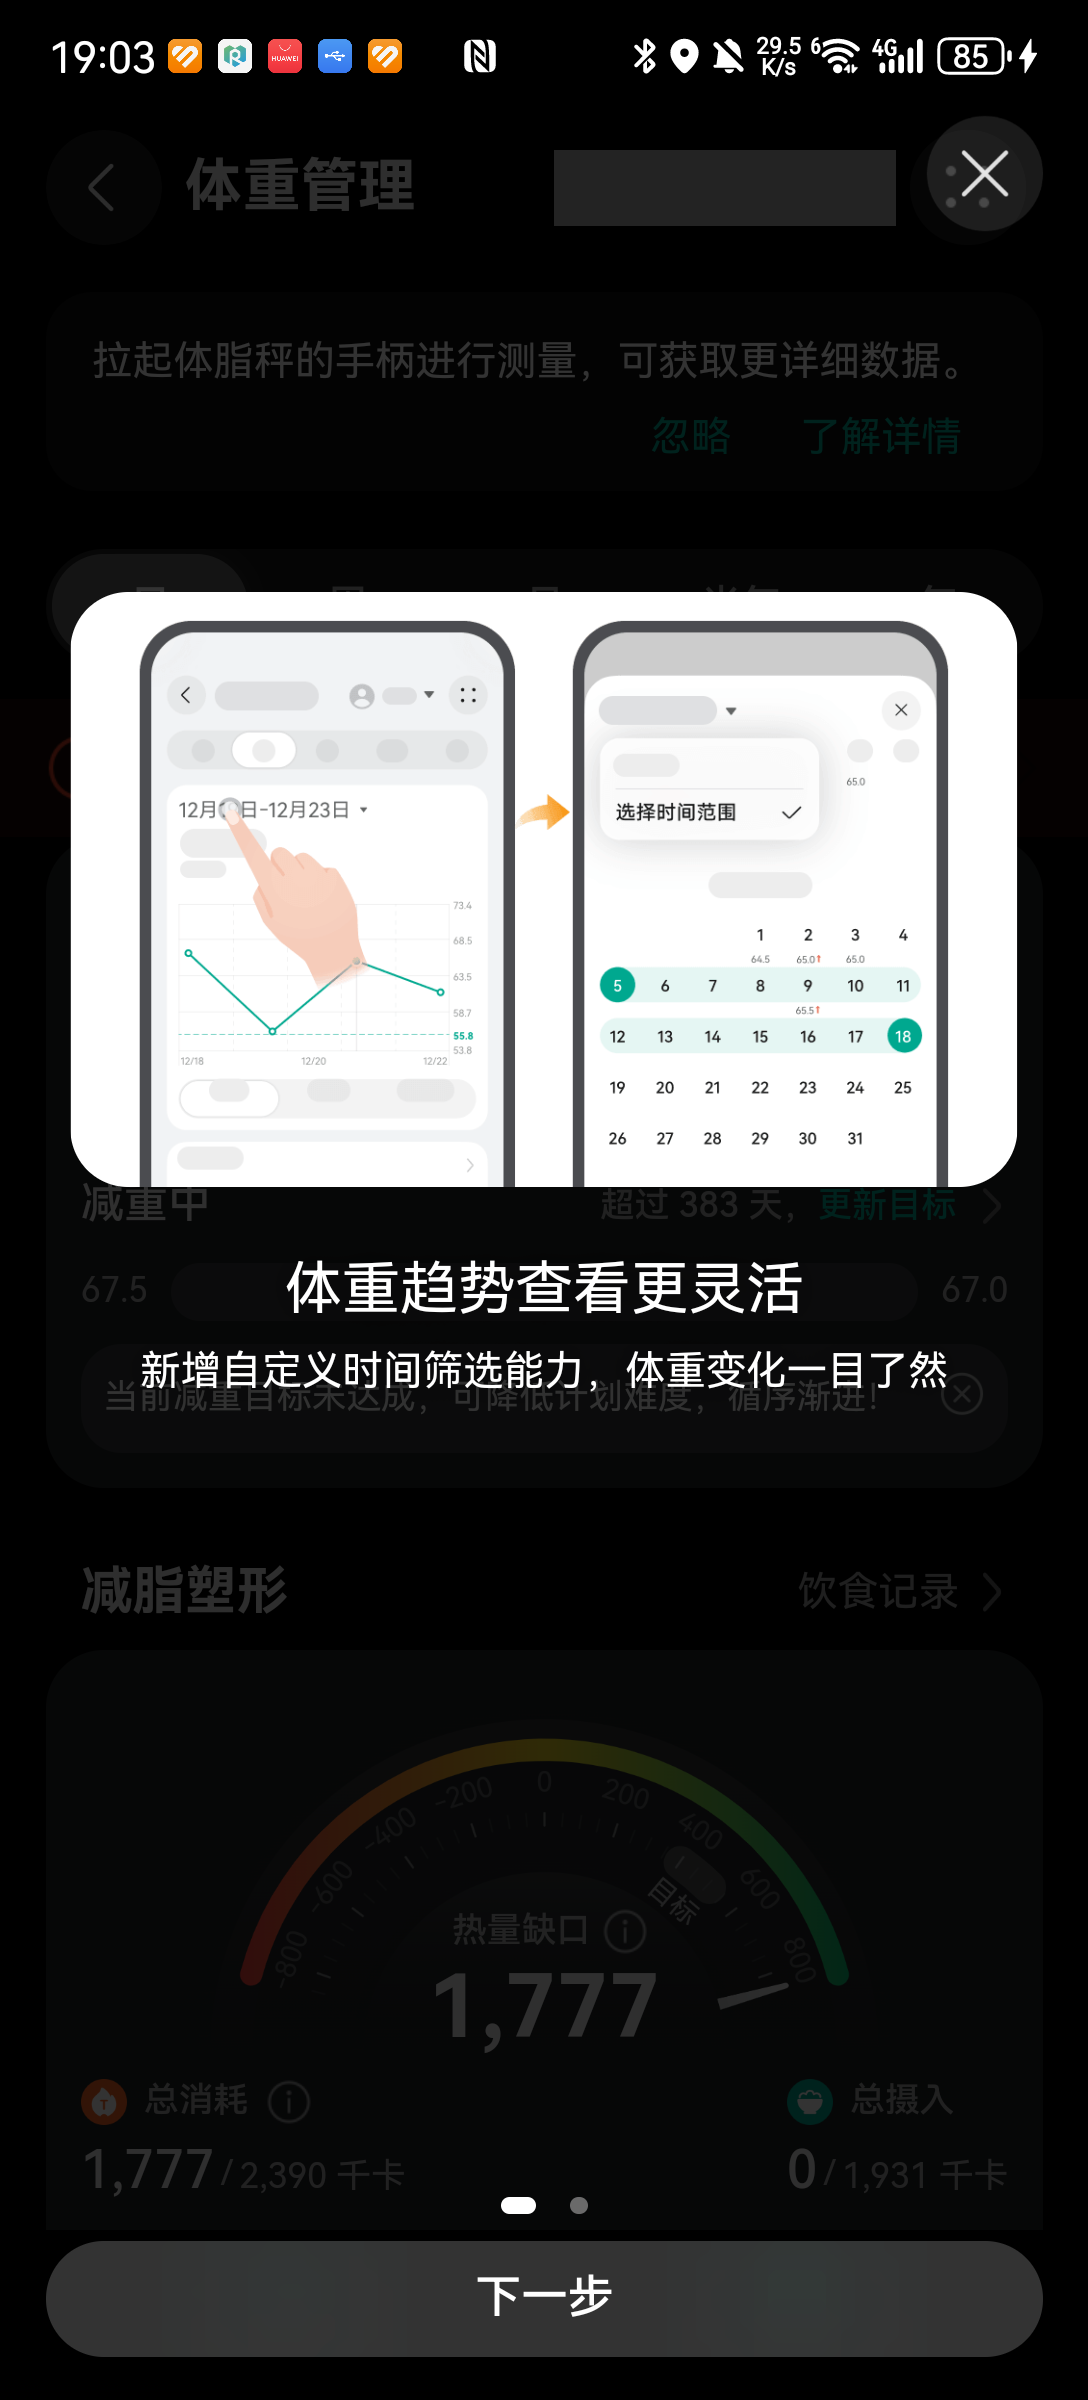 19:03
HUAWEI
29.5 K/s
6
4G
85
体重管理
拉起体脂秤的手柄进行测量，可获取更详细数据。
忽略 了解详情
12月19日-12月23日
73.4
68.5
63.5
58.7
55.8
53.8
12/18 12/20 12/22
65.0
选择时间范围
1 2 3 4
64.5 65.0↑ 65.0
5 6 7 8 9 10 11
65.5↑
12 13 14 15 16 17 18
19 20 21 22 23 24 25
26 27 28 29 30 31
减重中 超过 383 天，更新目标
67.5 67.0
体重趋势查看更灵活
新增自定义时间筛选能力，体重变化一目了然
当前减重目标未达成，可降低计划难度，循序渐进！
减脂塑形 饮食记录
-800 -600 -400 -200 0 200 400 600 800
目标
热量缺口
1,777
总消耗 总摄入
1,777 / 2,390 千卡 0 / 1,931 千卡
下一步